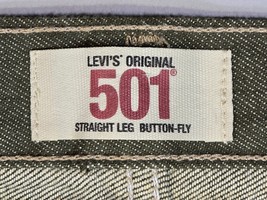 LEVI'S® ORIGINAL
501®
STRAIGHT LEG BUTTON-FLY